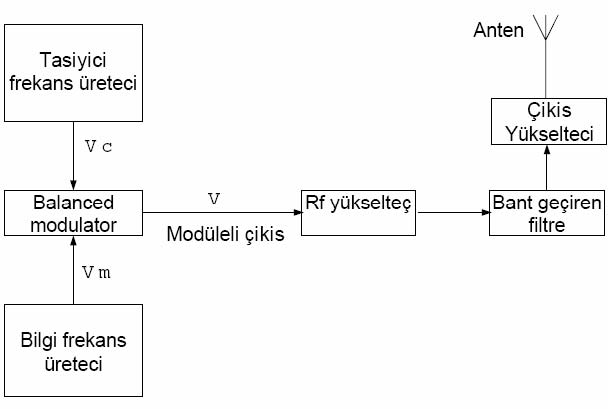 Tasiyici
frekans üreteci
V c
Balanced
modulator
V m
Bilgi frekans
üreteci
V
Modüleli çikis
Rf yükselteç
Bant geçiren
filtre
Çikis
Yükselteci
Anten